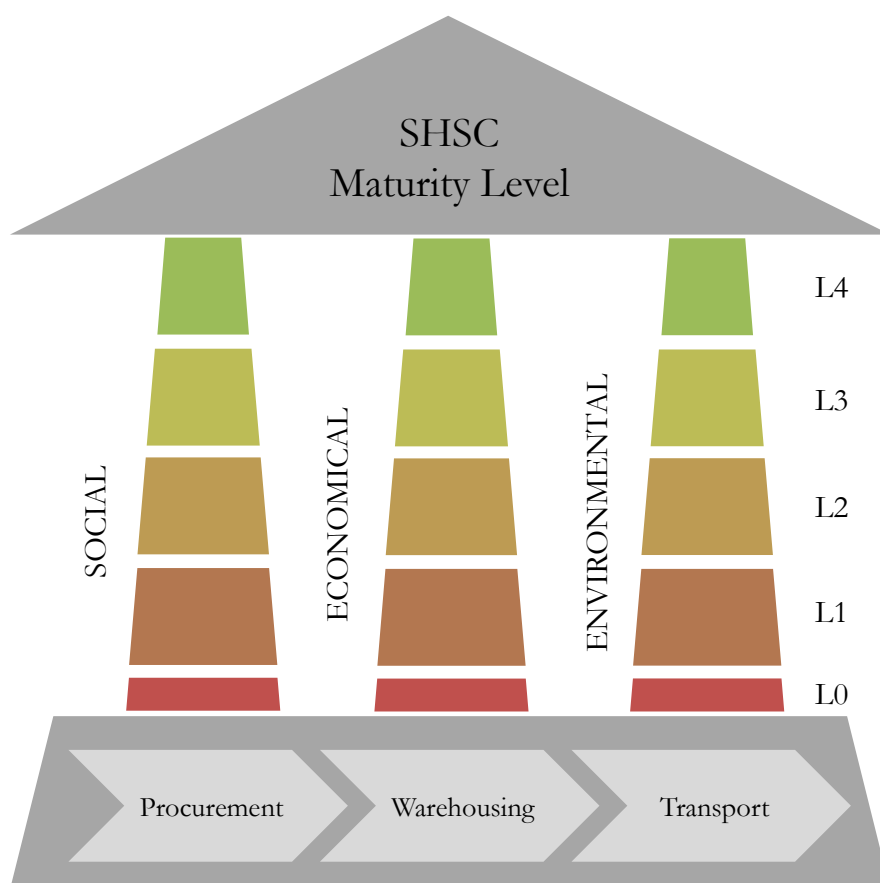 SHSC
Maturity Level
SOCIAL
ECONOMICAL
ENVIRONMENTAL
L4
L3
L2
L1
L0
Procurement
Warehousing
Transport